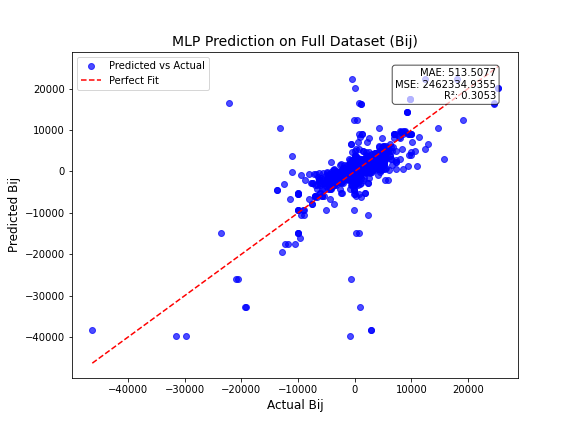 MLP Prediction on Full Dataset (Bij)
Predicted vs Actual
Perfect Fit
MAE: 513.5077
MSE: 2462334.9355
R²: 0.3053
Predicted Bij
20000
10000
0
−10000
−20000
−30000
−40000
−40000
−30000
−20000
−10000
0
10000
20000
Actual Bij